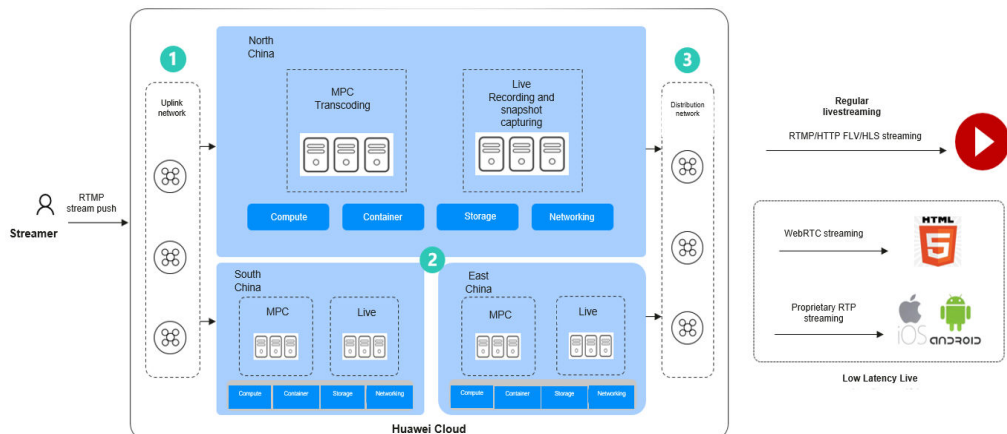 1
Uplink
network
RTMP
stream push
Streamer
North
China
MPC
Transcoding
Live
Recording and
snapshot
capturing
Compute
Container
Storage
Networking
2
South
China
MPC
Live
Compute
Container
Storage
Networking
East
China
MPC
Live
Compute
Container
Storage
Networking
3
Distribution
network
Huawei Cloud
Regular
livestreaming
RTMP/HTTP FLV/HLS streaming
WebRTC streaming
HTML
5
Proprietary RTP
streaming
iOS
ANDROID
Low Latency Live